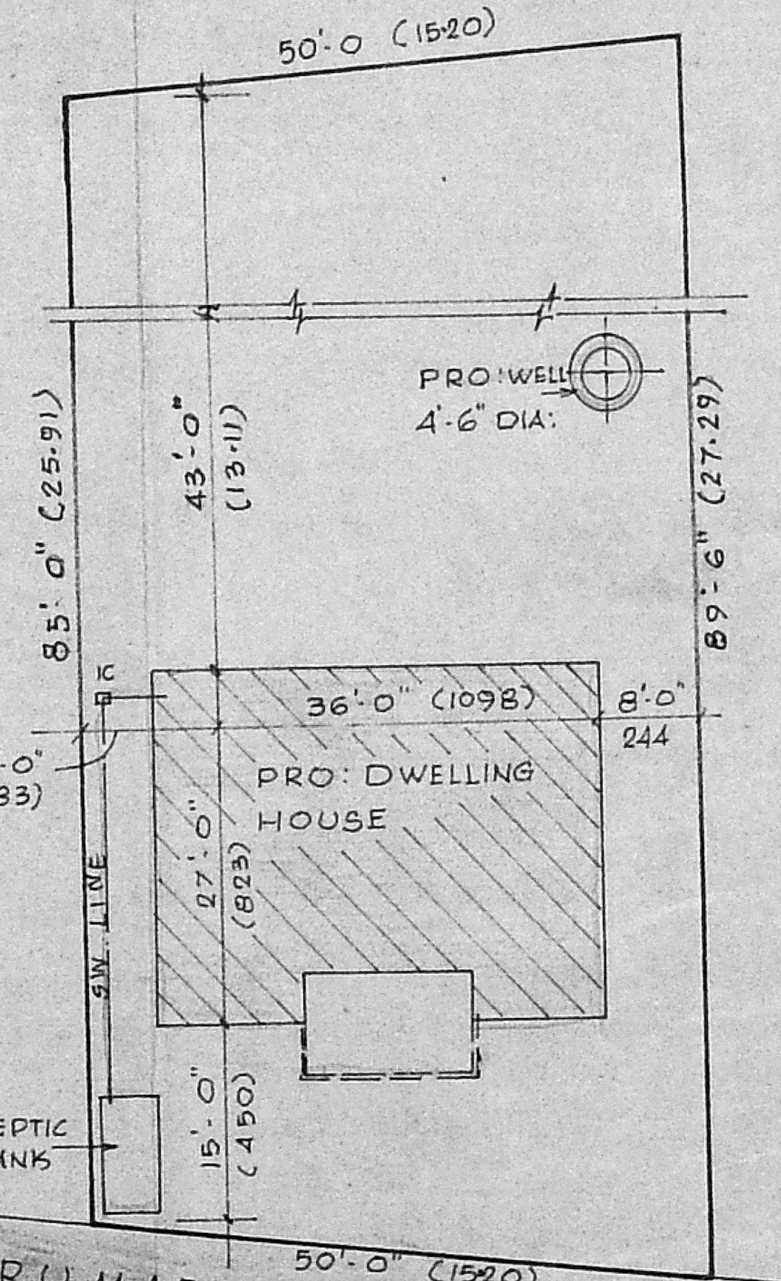 50'-0 (15.20)
PRO:WELL
4'-6" DIA:
43'-0"
(13.11)
85'-0" (25.91)
89'-6" (27.29)
IC
36'-0" (1098)
8'-0"
244
PRO: DWELLING
HOUSE
27'-0"
(823)
SW LINE
15'-0"
(450)
50'-0" (1520)